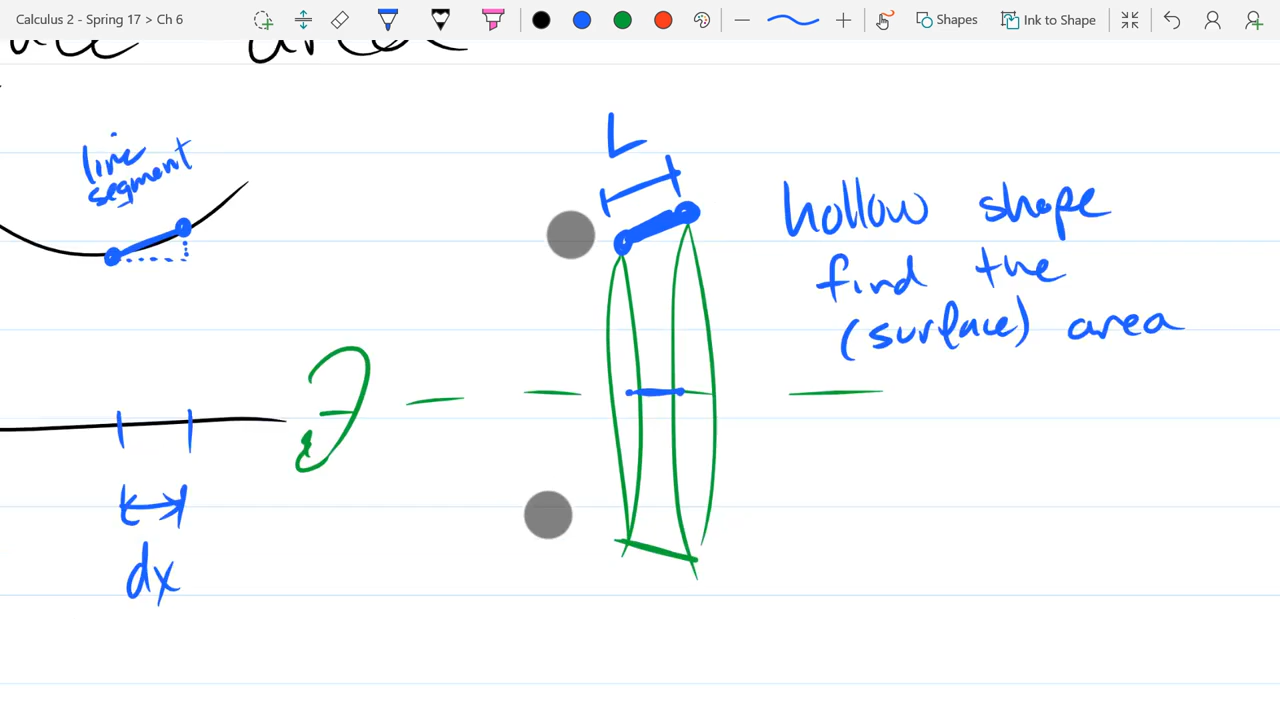 Calculus 2 - Spring 17 > Ch 6
Shapes
Ink to Shape
area
line
segment
L
hollow shape
find the
(surface) area
dx